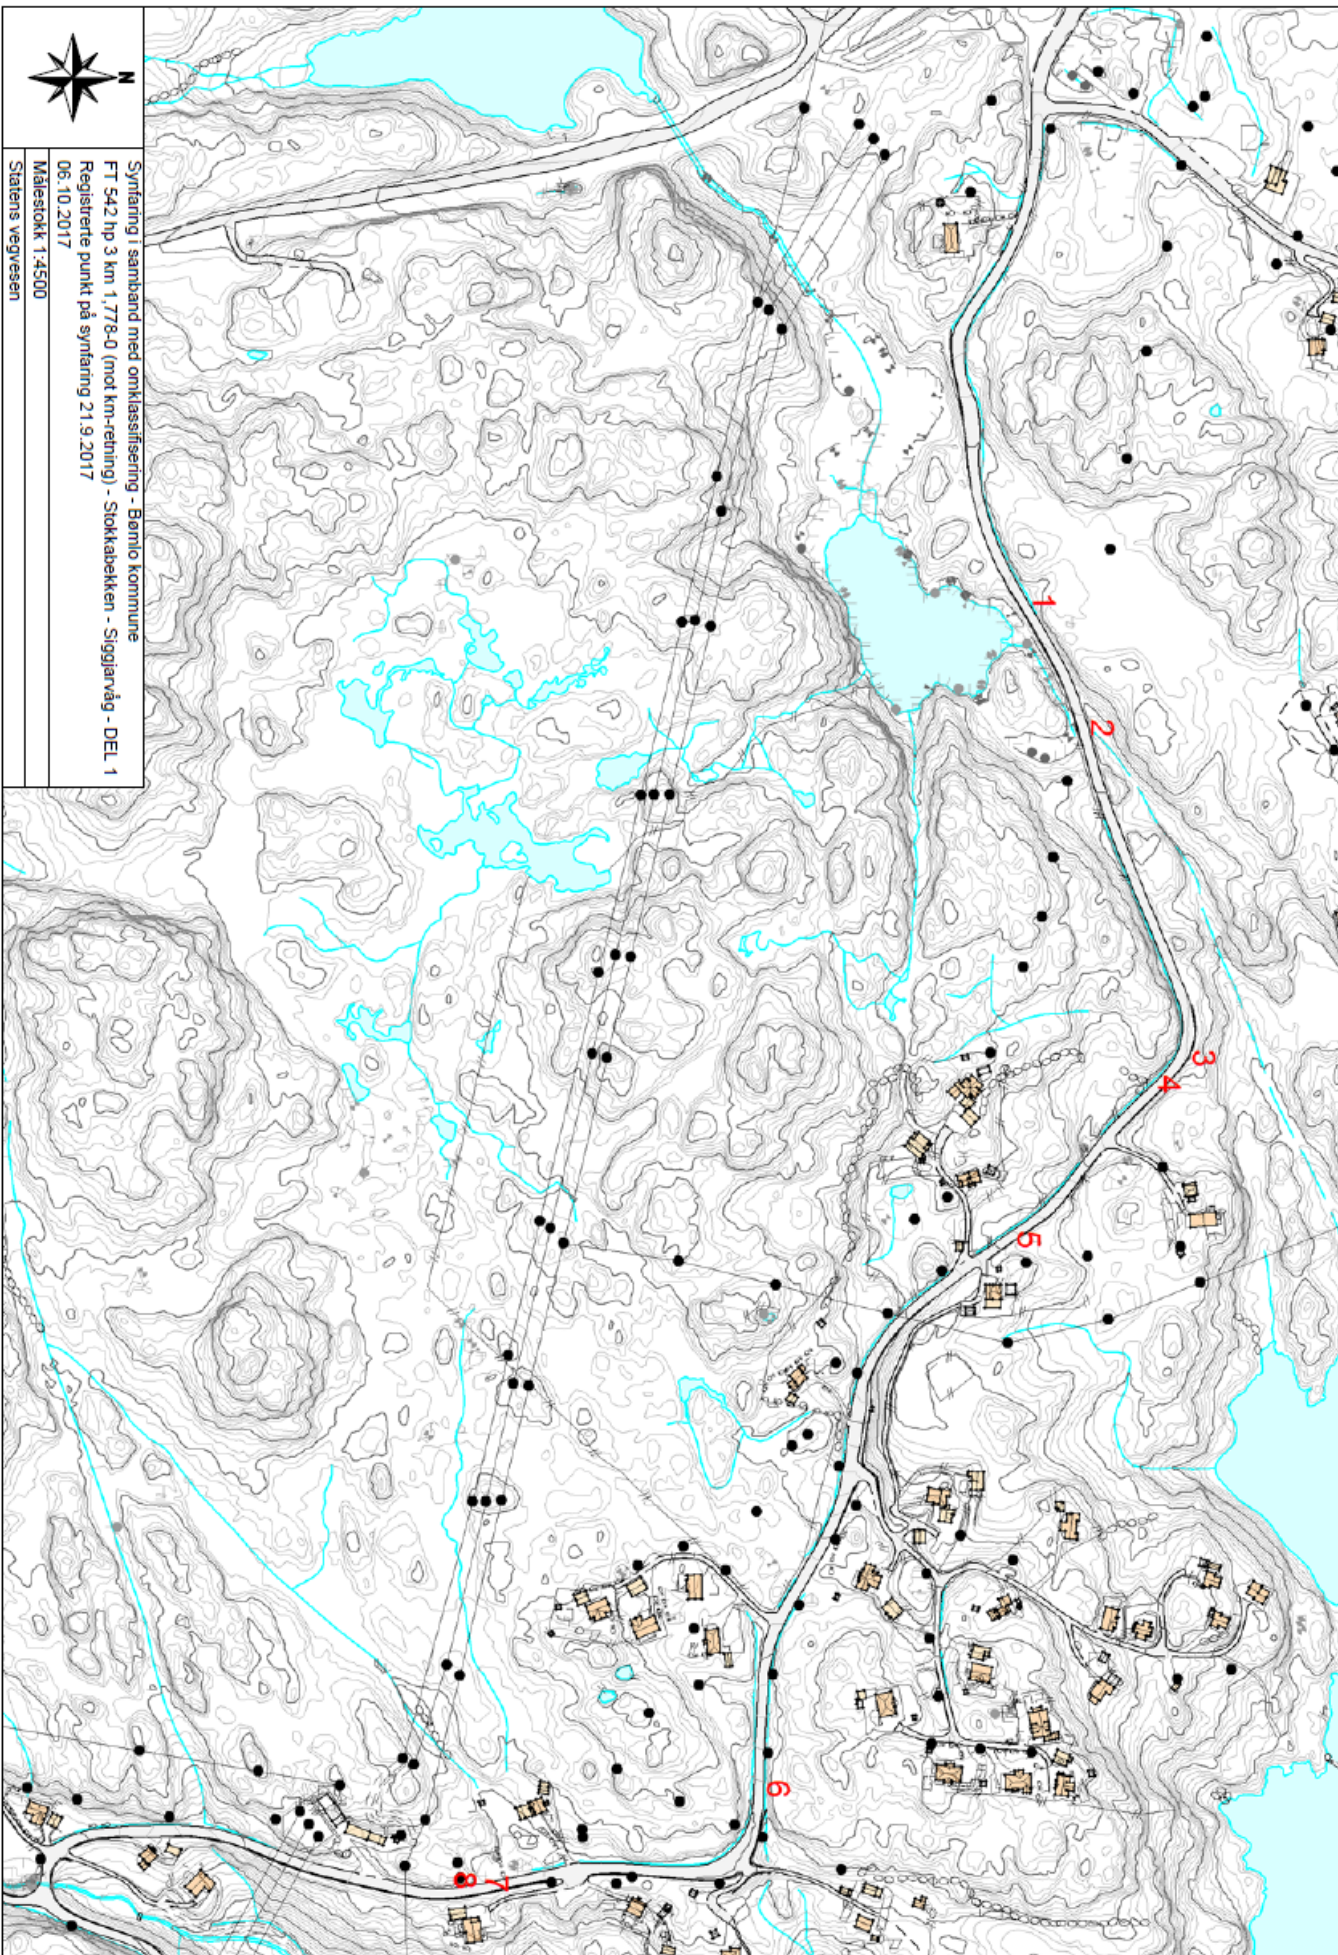 N
Synfaring i samband med omklassifisering - Bømlo kommune
FT 542 hp 3 km 1,778-0 (mot km-retning) - Stokkabekken - Siggjarvåg - DEL 1
Registrerte punkt på synfaring 21.9.2017
06.10.2017
Målestokk 1:4500
Statens vegvesen
1
2
3
4
5
6
7
8